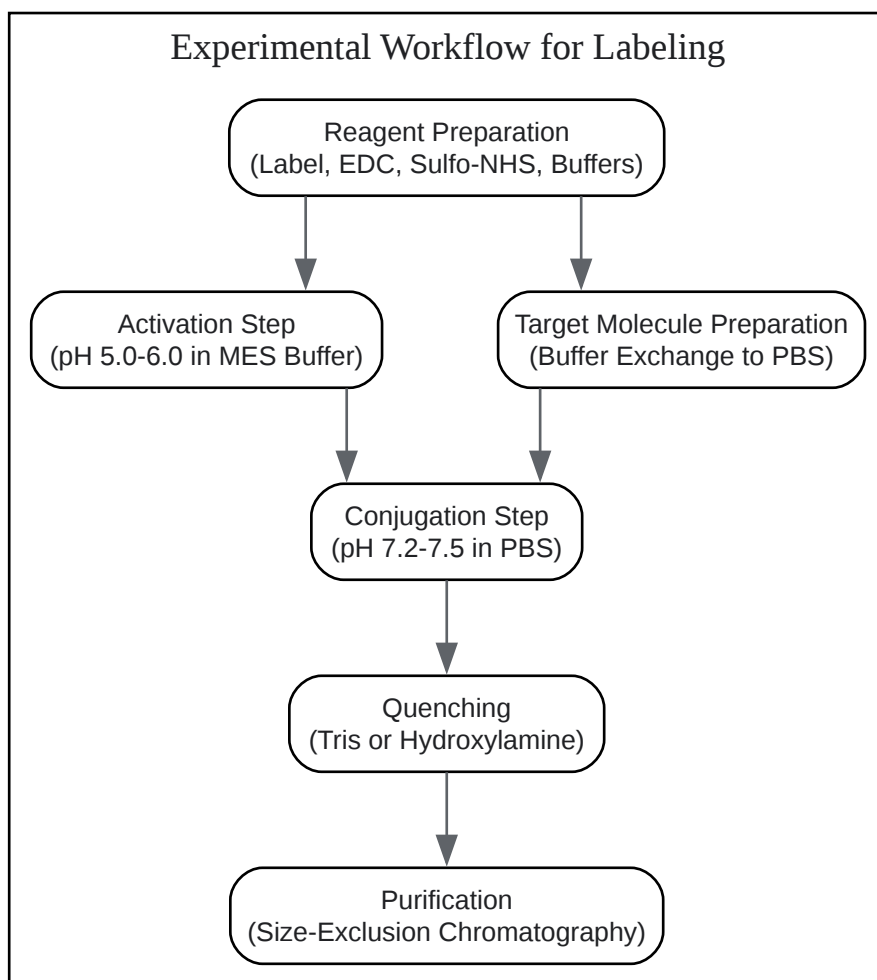 Experimental Workflow for Labeling
Reagent Preparation
(Label, EDC, Sulfo-NHS, Buffers)
Activation Step
(pH 5.0-6.0 in MES Buffer)
Target Molecule Preparation
(Buffer Exchange to PBS)
Conjugation Step
(pH 7.2-7.5 in PBS)
Quenching
(Tris or Hydroxylamine)
Purification
(Size-Exclusion Chromatography)